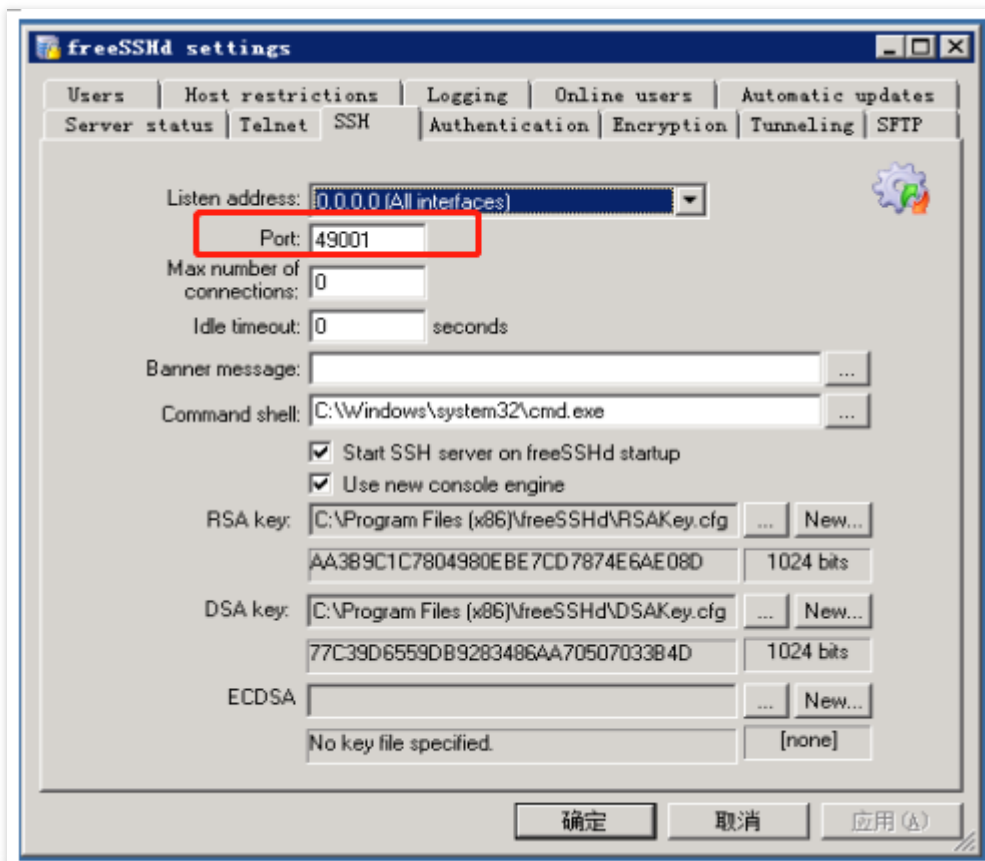 freeSSHd settings
Users Host restrictions Logging Online users Automatic updates
Server status Telnet SSH Authentication Encryption Tunneling SFTP
Listen address: 0.0.0.0 (All interfaces)
Port: 49001
Max number of
connections: 0
Idle timeout: 0 seconds
Banner message: ...
Command shell: C:\Windows\system32\cmd.exe ...
Start SSH server on freeSSHd startup
Use new console engine
RSA key: C:\Program Files (x86)\freeSSHd\RSAKey.cfg ... New...
AA3B9C1C7804980EBE7CD7874E6AE08D 1024 bits
DSA key: C:\Program Files (x86)\freeSSHd\DSAKey.cfg ... New...
77C39D6559DB9283486AA70507033B4D 1024 bits
ECDSA ... New...
No key file specified. [none]
确定 取消 应用(A)